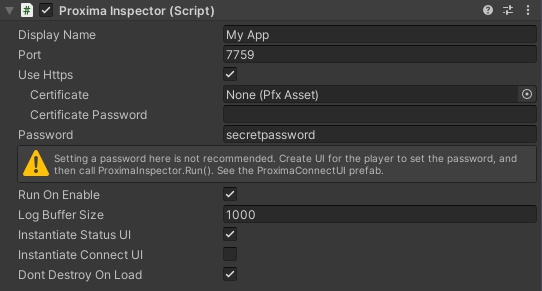 Proxima Inspector (Script)
Display Name My App
Port 7759
Use Https
Certificate None (Pfx Asset)
Certificate Password
Password secretpassword
Setting a password here is not recommended. Create UI for the player to set the password, and
then call ProximaInspector.Run(). See the ProximaConnectUI prefab.
Run On Enable
Log Buffer Size 1000
Instantiate Status UI
Instantiate Connect UI
Dont Destroy On Load